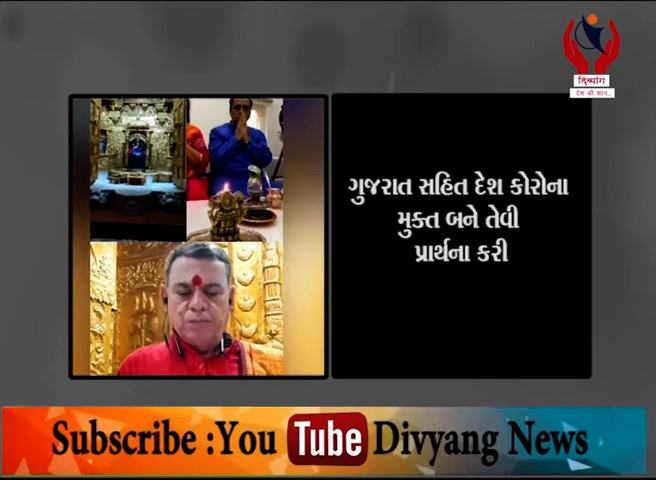 दिव्यांग
देश की शान..
ગુજરાત સહિત દેશ કોરોના
મુક્ત બને તેવી
પ્રાર્થના કરી
Subscribe :You Tube Divyang News